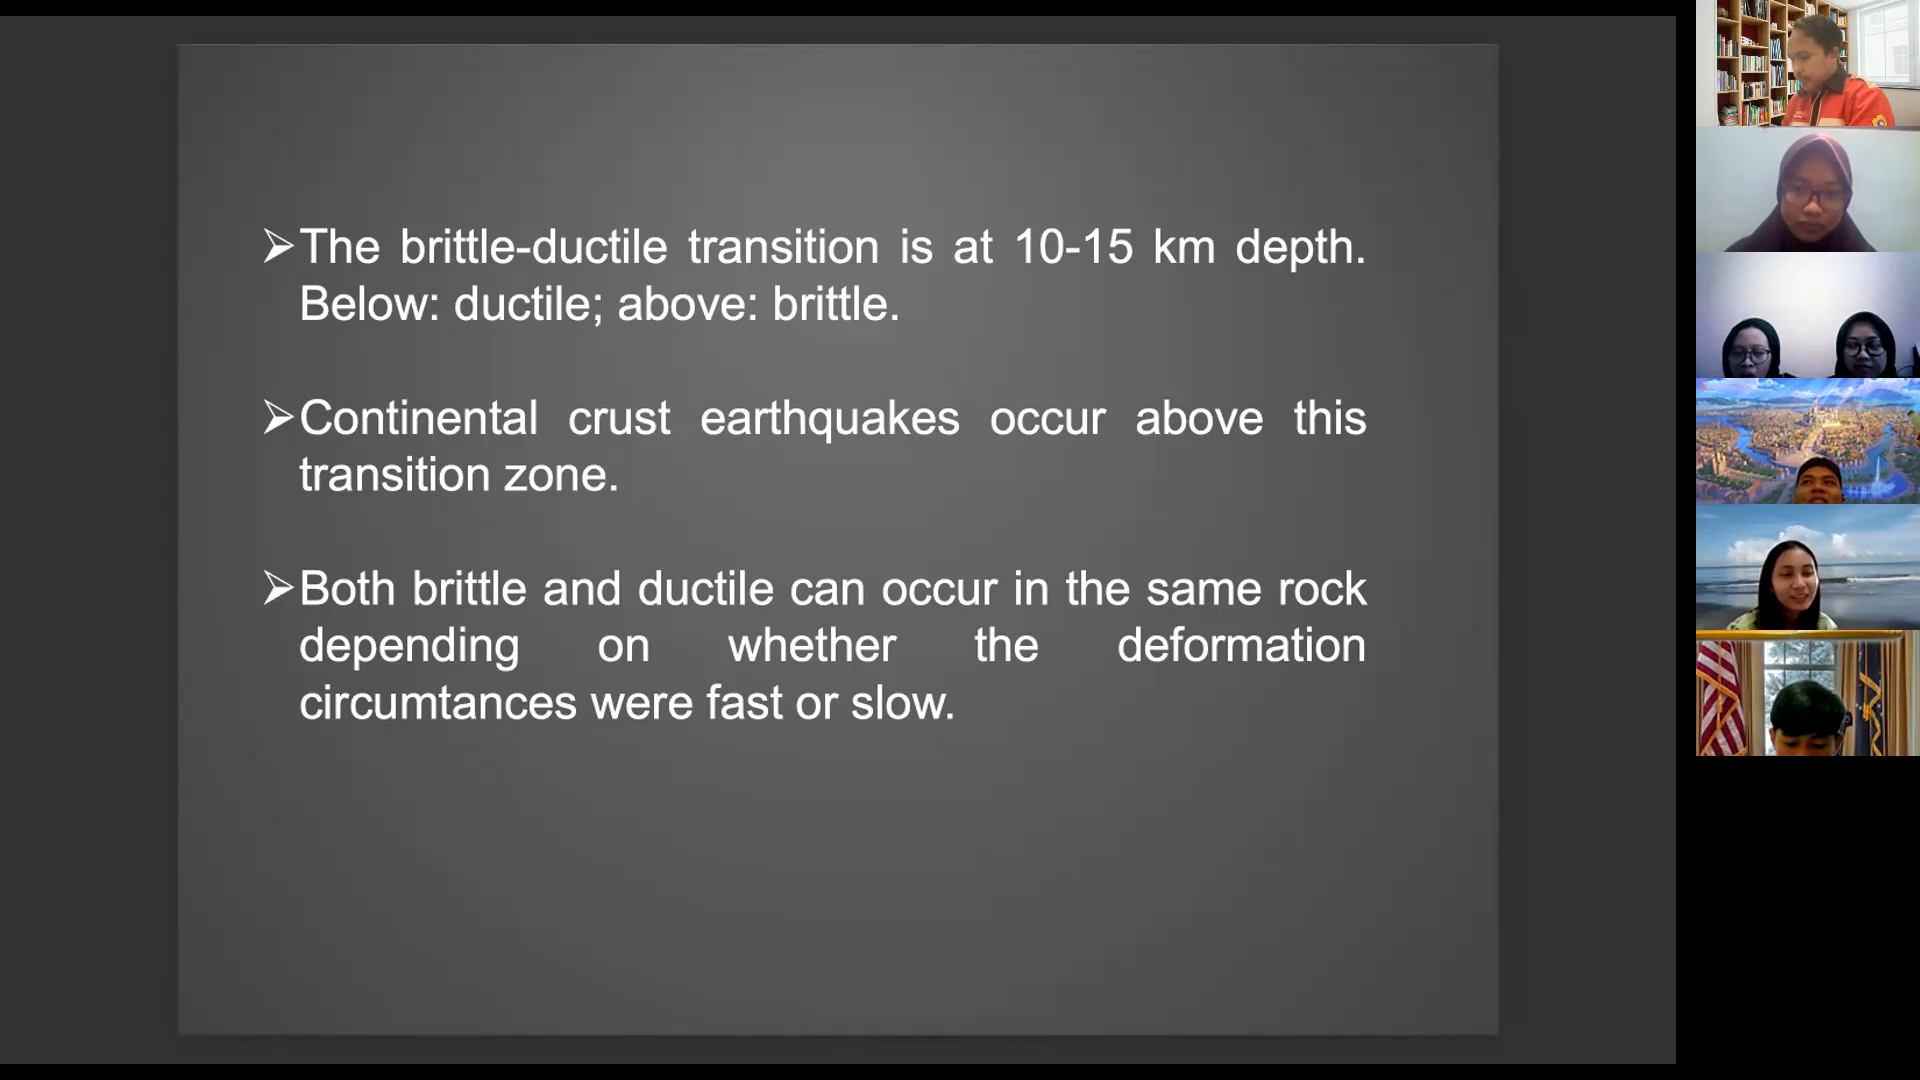 ➢The brittle-ductile transition is at 10-15 km depth.
Below: ductile; above: brittle.
➢Continental crust earthquakes occur above this
transition zone.
➢Both brittle and ductile can occur in the same rock
depending on whether the deformation
circumtances were fast or slow.